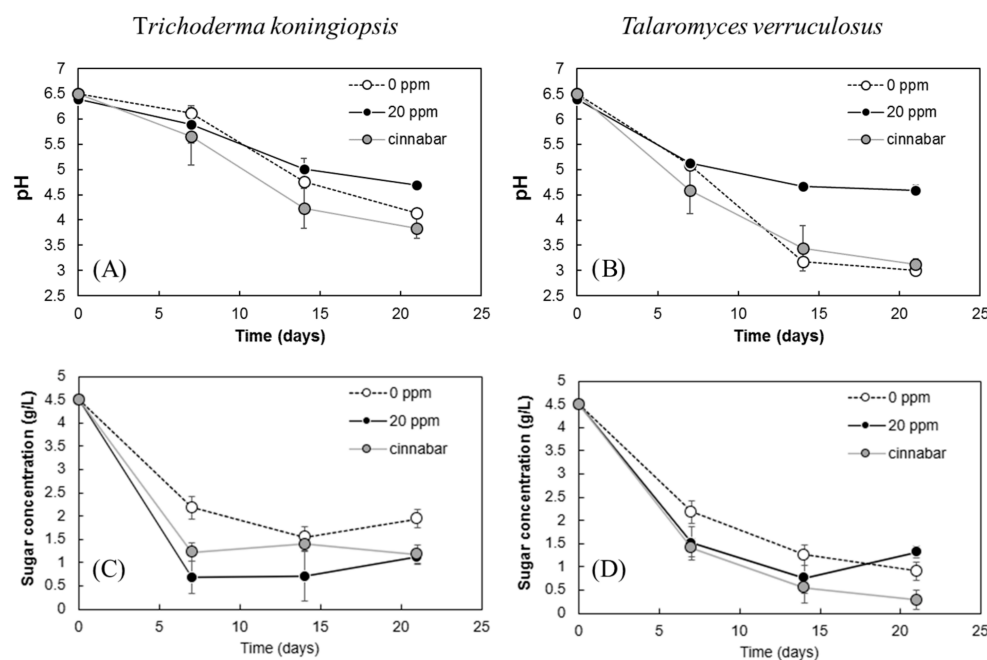 Trichoderma koningiopsis
Talaromyces verruculosus
7
6.5
6
5.5
5
4.5
4
3.5
3
2.5
pH
0 ppm
20 ppm
cinnabar
(A)
0 5 10 15 20 25
Time (days)
7
6.5
6
5.5
5
4.5
4
3.5
3
2.5
pH
0 ppm
20 ppm
cinnabar
(B)
0 5 10 15 20 25
Time (days)
5
4.5
4
3.5
3
2.5
2
1.5
1
0.5
0
Sugar concentration (g/L)
0 ppm
20 ppm
cinnabar
(C)
0 5 10 15 20 25
Time (days)
5
4.5
4
3.5
3
2.5
2
1.5
1
0.5
0
Sugar concentration (g/L)
0 ppm
20 ppm
cinnabar
(D)
0 5 10 15 20 25
Time (days)